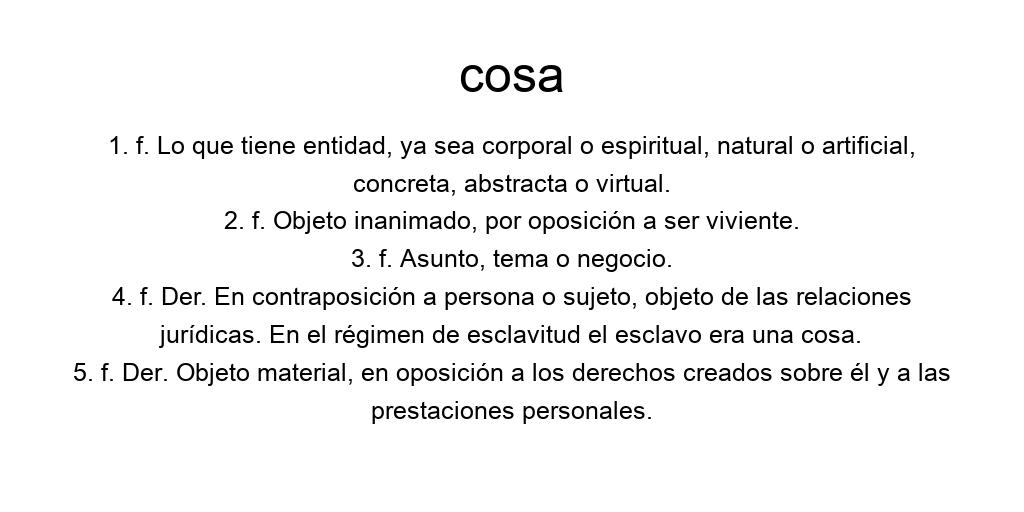 cosa
1. f. Lo que tiene entidad, ya sea corporal o espiritual, natural o artificial,
concreta, abstracta o virtual.
2. f. Objeto inanimado, por oposición a ser viviente.
3. f. Asunto, tema o negocio.
4. f. Der. En contraposición a persona o sujeto, objeto de las relaciones
jurídicas. En el régimen de esclavitud el esclavo era una cosa.
5. f. Der. Objeto material, en oposición a los derechos creados sobre él y a las
prestaciones personales.